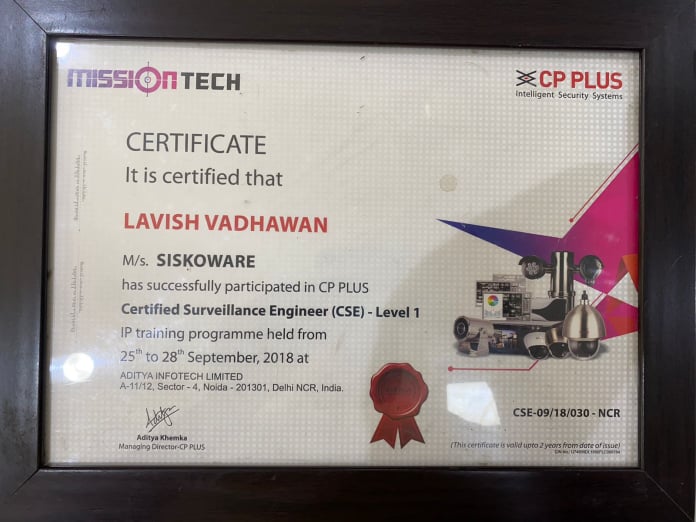 MISSION TECH
CP PLUS
Intelligent Security Systems
CERTIFICATE
It is certified that
LAVISH VADHAWAN
M/s. SISKOWARE
has successfully participated in CP PLUS
Certified Surveillance Engineer (CSE) - Level 1
IP training programme held from
25th to 28th September, 2018 at
ADITYA INFOTECH LIMITED
A-11/12, Sector - 4, Noida - 201301, Delhi NCR, India.
Aditya Khemka
Managing Director-CP PLUS
CSE-09/18/030 - NCR
(This certificate is valid upto 2 years from date of issue)